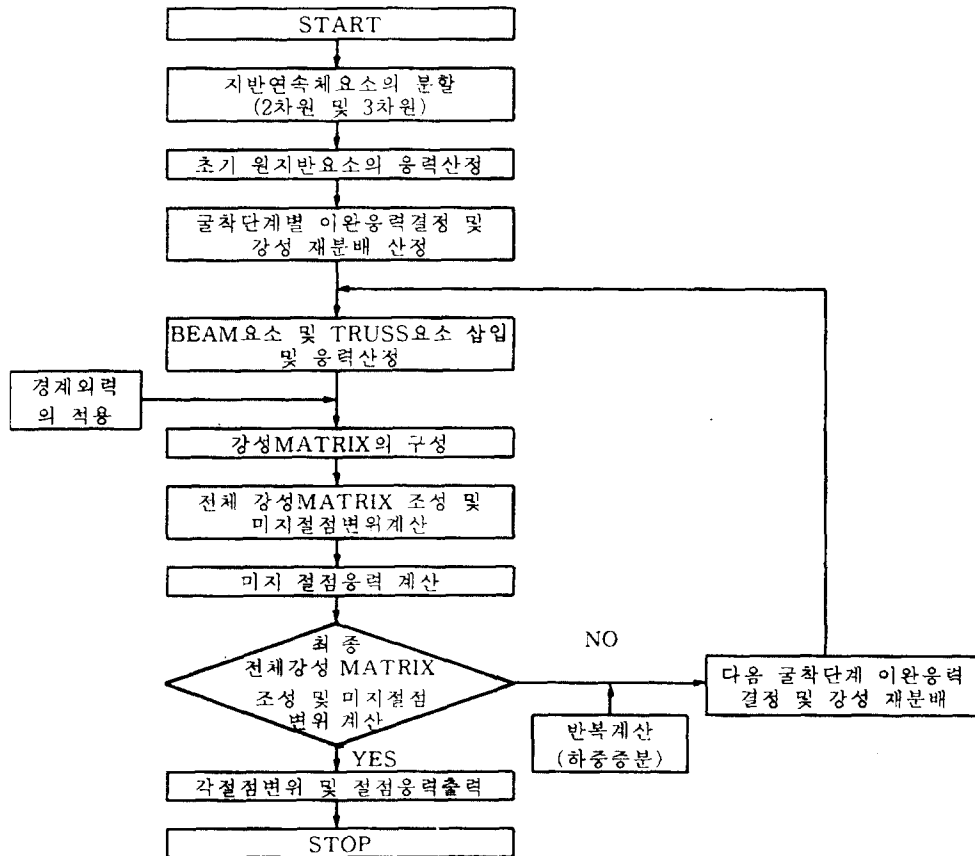 START
지반연속체요소의 분할
(2차원 및 3차원)
초기 원지반요소의 응력산정
굴착단계별 이완응력결정 및
강성 재분배 산정
BEAM요소 및 TRUSS요소 삽입
및 응력산정
경계외력
의 적용
강성MATRIX의 구성
전체 강성MATRIX 조성 및
미지절점변위계산
미지 절점응력 계산
최 종
전체강성 MATRIX
조성 및 미지절점
변위 계산
NO
다음 굴착단계 이완응력
결정 및 강성 재분배
반복계산
(하중증분)
YES
각절점변위 및 절점응력출력
STOP